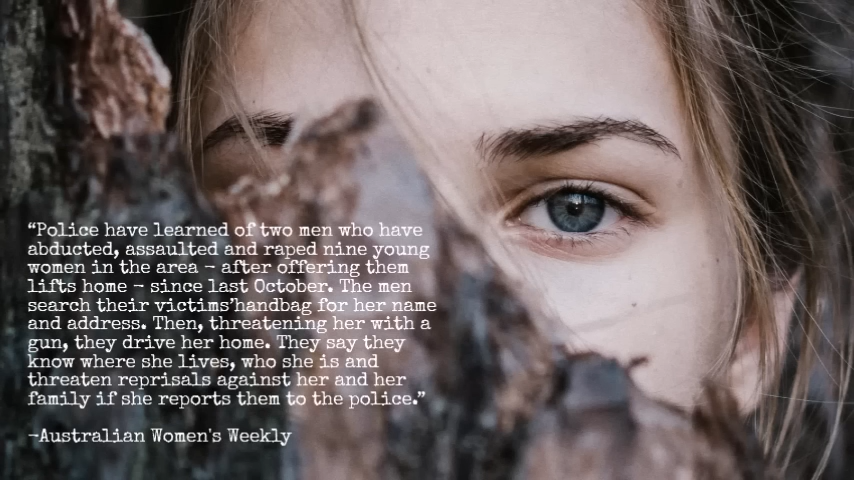 “Police have learned of two men who have
abducted, assaulted and raped nine young
women in the area - after offering them
lifts home - since last October. The men
search their victims’handbag for her name
and address. Then, threatening her with a
gun, they drive her home. They say they
know where she lives, who she is and
threaten reprisals against her and her
family if she reports them to the police.”
-Australian Women's Weekly